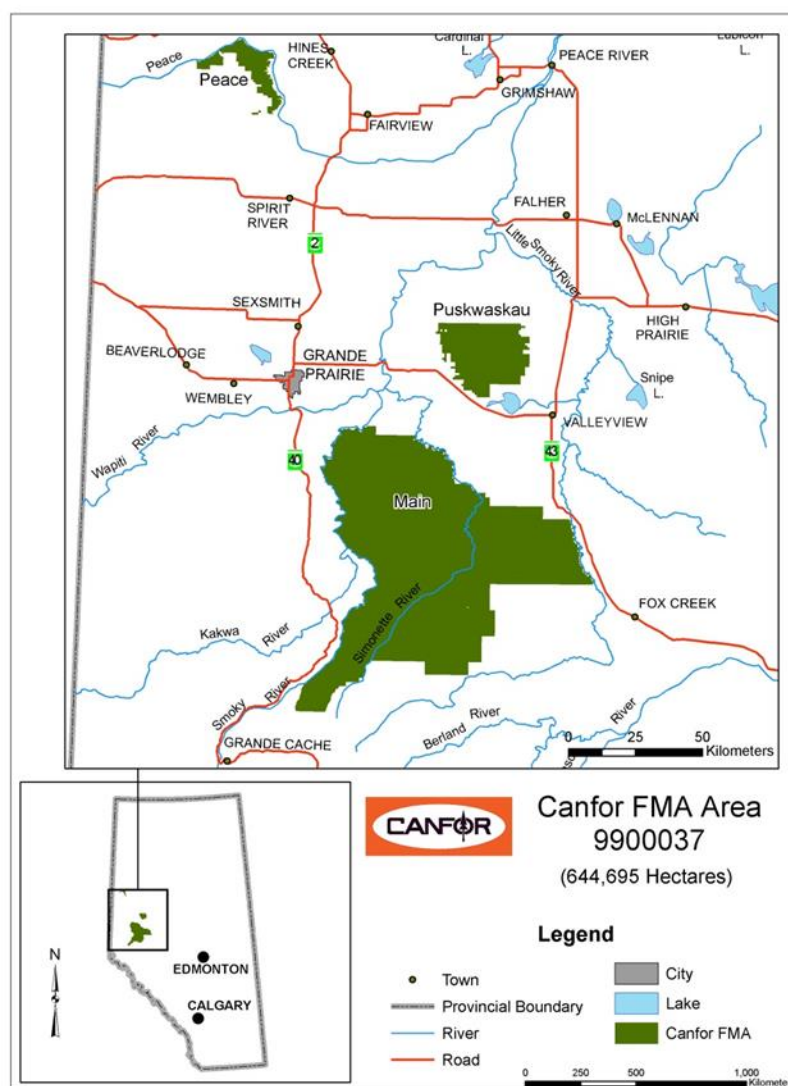 Cardinal
L.
Lubicon
L.
HINES
CREEK
PEACE RIVER
Peace
Peace
GRIMSHAW
FAIRVIEW
SPIRIT
RIVER
FALHER
McLENNAN
2
Little Smoky River
SEXSMITH
Puskwaskau
HIGH
PRAIRIE
BEAVERLODGE
GRANDE
PRAIRIE
WEMBLEY
Snipe
L.
VALLEYVIEW
Wapiti River
40
43
Main
FOX CREEK
Kakwa River
Simonette River
Smoky River
Berland River
River
GRANDE CACHE
0 25 50
Kilometers
CANFOR
Canfor FMA Area
9900037
(644,695 Hectares)
N
EDMONTON
CALGARY
Legend
Town
Provincial Boundary
River
Road
City
Lake
Canfor FMA
0 250 500 1,000
Kilomete